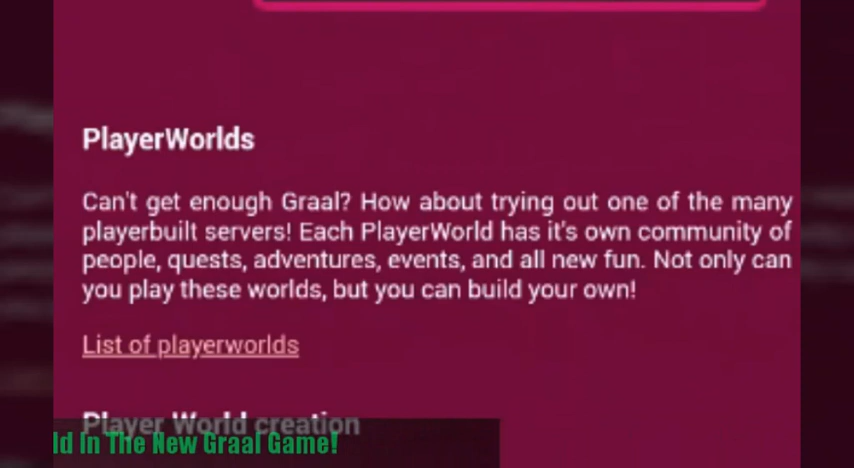 PlayerWorlds
Can't get enough Graal? How about trying out one of the many
playerbuilt servers! Each PlayerWorld has it's own community of
people, quests, adventures, events, and all new fun. Not only can
you play these worlds, but you can build your own!
List of playerworlds
Player World creation
ld In The New Graal Game!